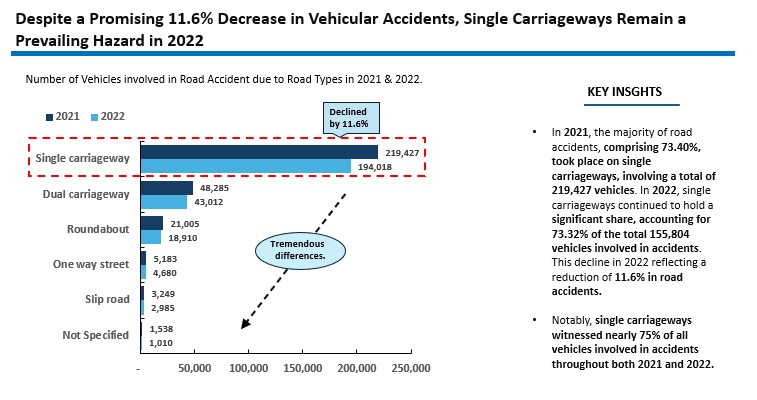 Despite a Promising 11.6% Decrease in Vehicular Accidents, Single Carriageways Remain a
Prevailing Hazard in 2022
Number of Vehicles involved in Road Accident due to Road Types in 2021 & 2022.
2021 2022
Declined
by 11.6%
Single carriageway
219,427
194,018
Dual carriageway
48,285
43,012
Roundabout
21,005
18,910
One way street
5,183
4,680
Slip road
3,249
2,985
Not Specified
1,538
1,010
Tremendous
differences.
- 50,000 100,000 150,000 200,000 250,000
KEY INSGHTS
• In 2021, the majority of road
accidents, comprising 73.40%,
took place on single
carriageways, involving a total of
219,427 vehicles. In 2022, single
carriageways continued to hold a
significant share, accounting for
73.32% of the total 155,804
vehicles involved in accidents.
This decline in 2022 reflecting a
reduction of 11.6% in road
accidents.
• Notably, single carriageways
witnessed nearly 75% of all
vehicles involved in accidents
throughout both 2021 and 2022.